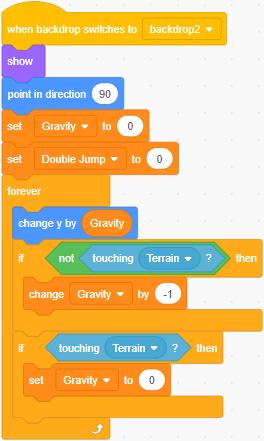 when backdrop switches to backdrop2
show
point in direction 90
set Gravity to 0
set Double Jump to 0
forever
change y by Gravity
if not touching Terrain ? then
change Gravity by -1
if touching Terrain ? then
set Gravity to 0